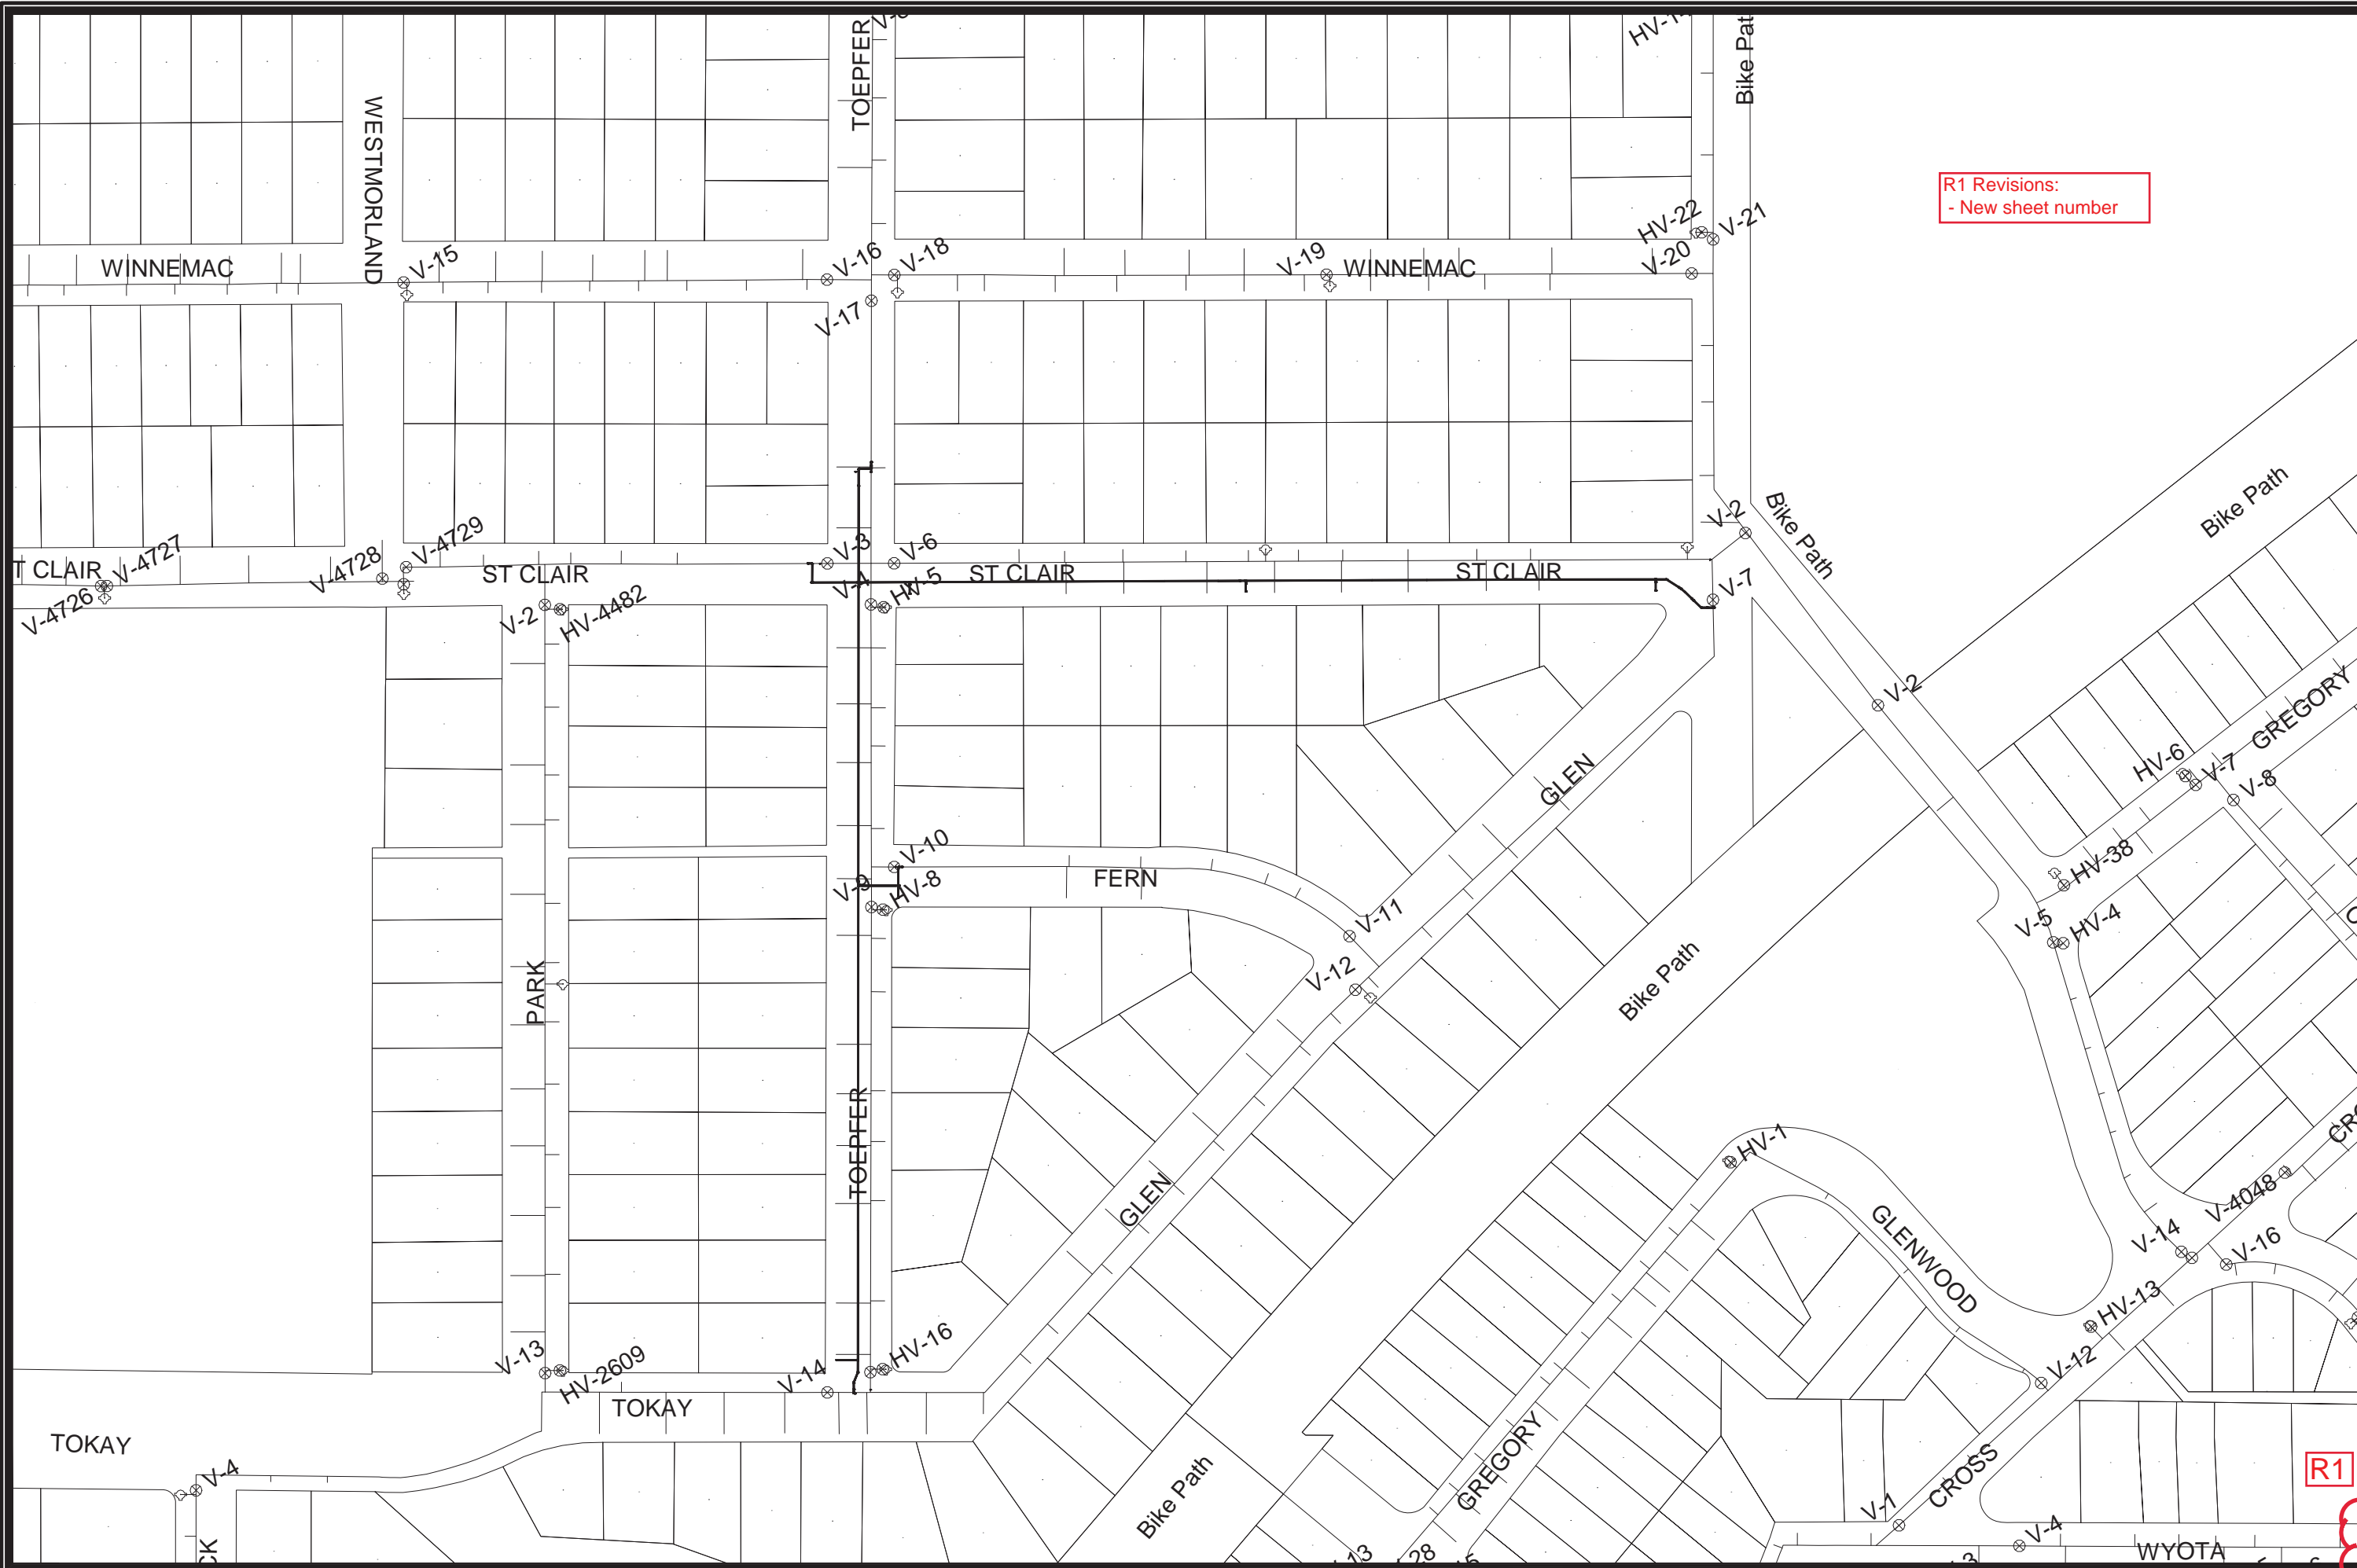 TOEPFER
Bike Pat
WESTMORLAND
R1 Revisions:
- New sheet number
HV-22
V-21
V-20
WINNEMAC
V-15
V-16
V-18
V-19
WINNEMAC
V-17
Bike Path
V-2
Bike Path
T CLAIR
V-4727
V-4726
V-4728
V-4729
ST CLAIR
V-3
V-6
V-4
HV-5
ST CLAIR
ST CLAIR
V-7
V-2
HV-4482
V-2
GREGORY
HV-6
V-7
V-8
GLEN
V-10
V-9
HV-8
FERN
HV-38
V-11
V-5
HV-4
V-12
Bike Path
PARK
TOEPFER
GLEN
HV-1
GLENWOOD
V-4048
V-14
V-16
HV-13
V-12
V-13
HV-2609
V-14
HV-16
TOKAY
TOKAY
V-4
GREGORY
Bike Path
CROSS
R1
V-1
V-4
WYOTA